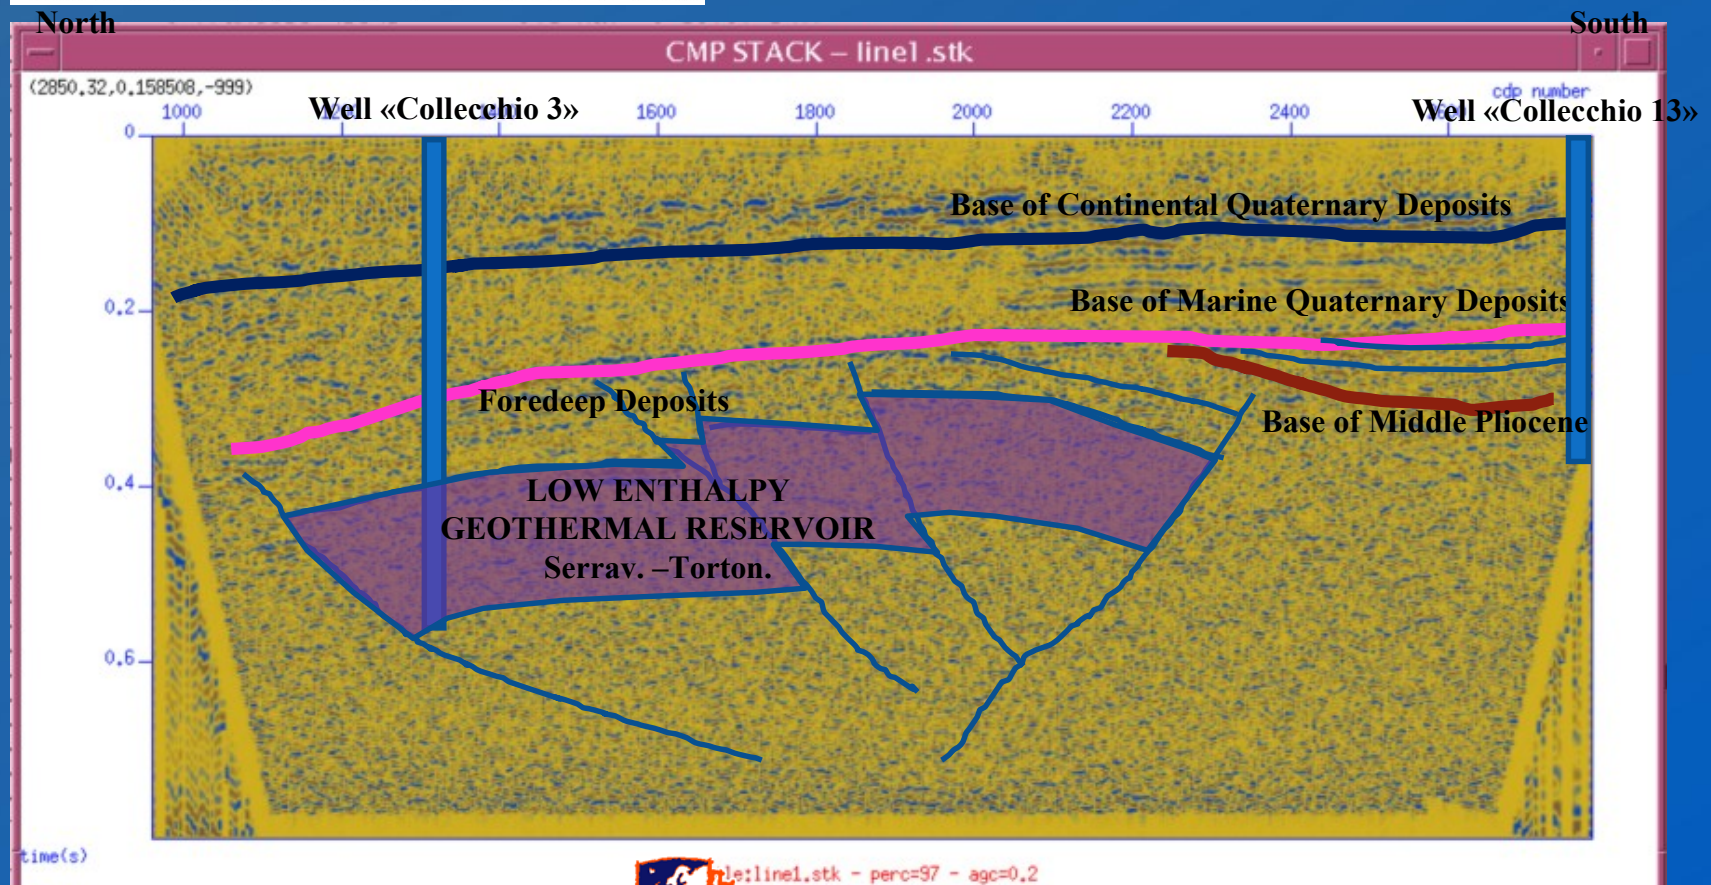 North
South
CMP STACK – line1.stk
(2850.32,0.158508,-999)
cdp number
Well «Collecchio 3»
Well «Collecchio 13»
1000
1600
1800
2000
2200
2400
0
Base of Continental Quaternary Deposits
0.2
Base of Marine Quaternary Deposits
Foredeep Deposits
Base of Middle Pliocene
0.4
LOW ENTHALPY
GEOTHERMAL RESERVOIR
Serrav. –Torton.
0.6
time(s)
le:line1.stk - perc=97 - agc=0.2